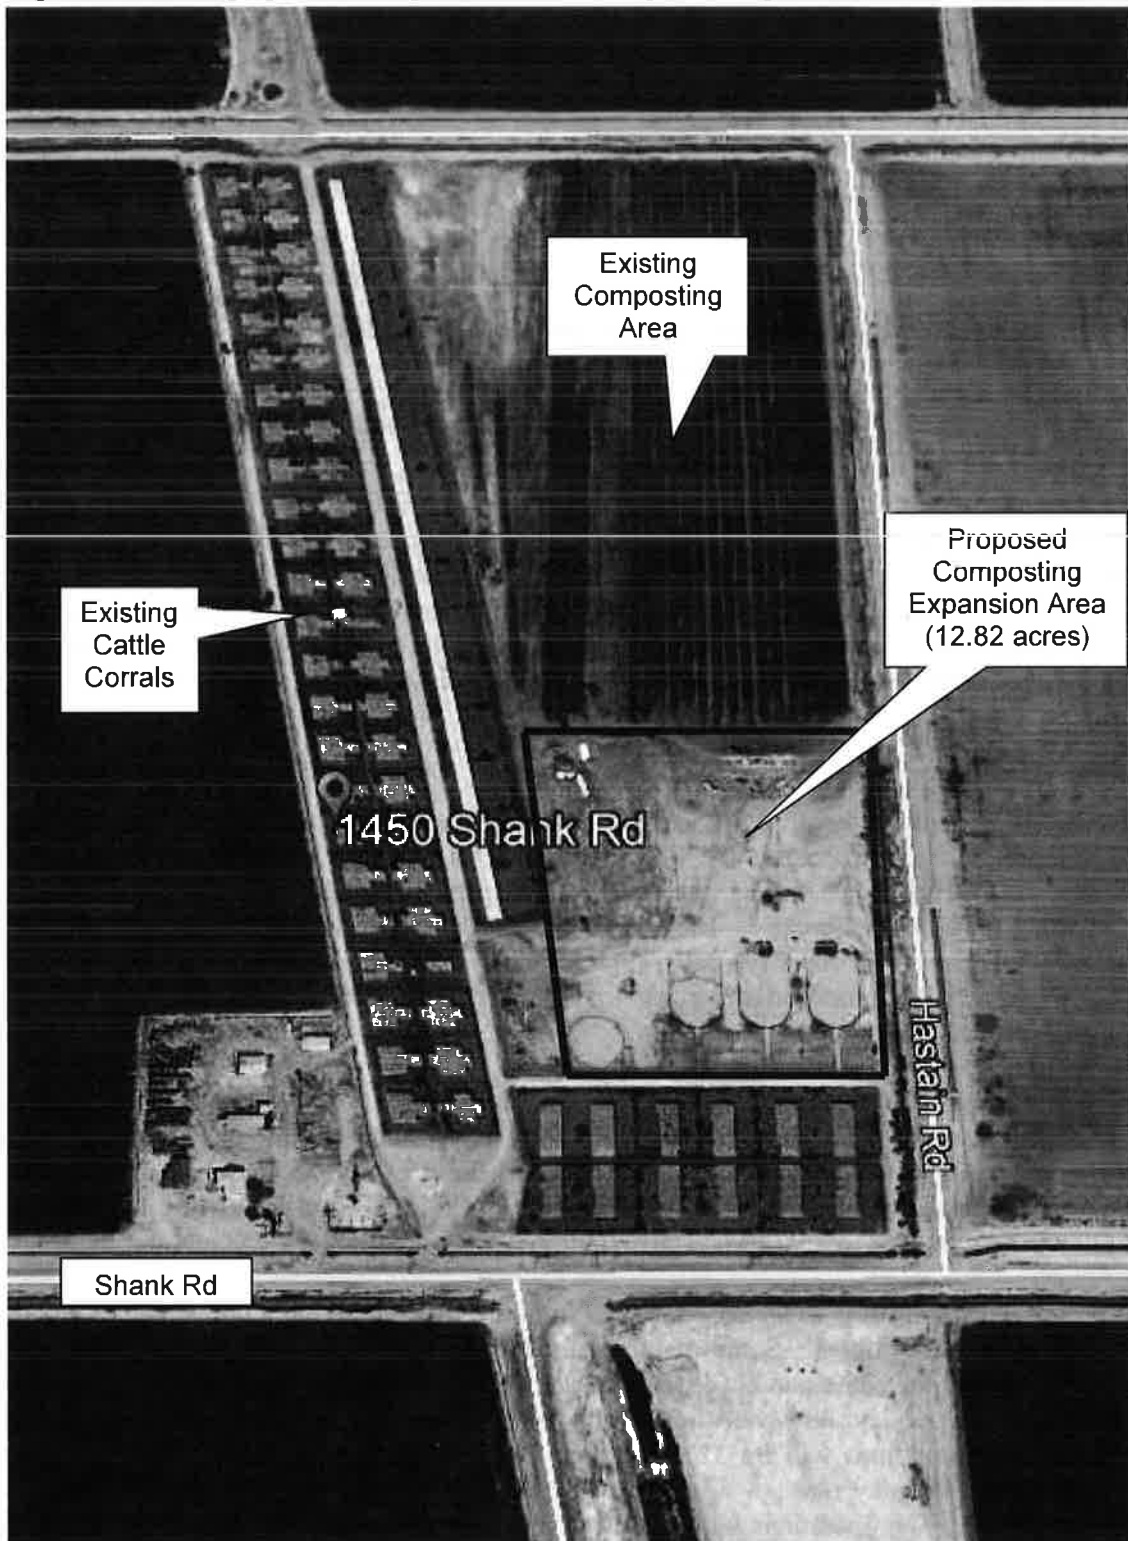 Existing
Composting
Area
Proposed
Composting
Expansion Area
(12.82 acres)
Existing
Cattle
Corrals
1450 Shank Rd
Hastain Rd
Shank Rd